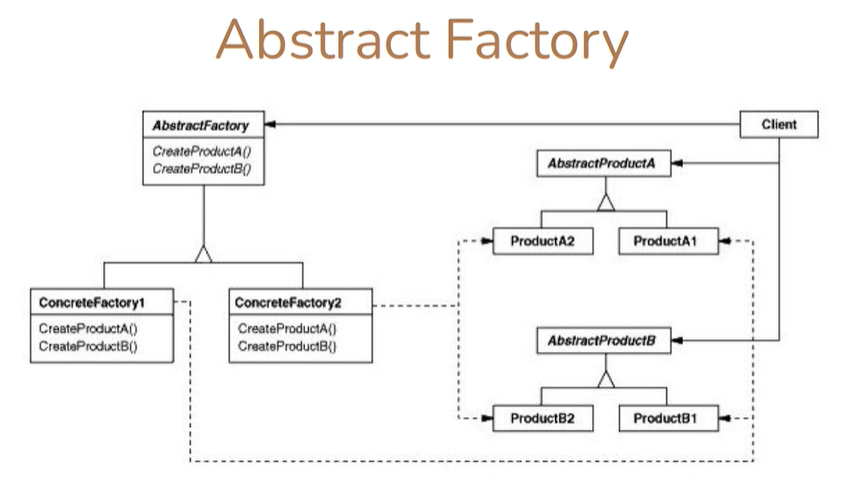 Abstract Factory
AbstractFactory
CreateProductA()
CreateProductB()
Client
AbstractProductA
ProductA2
ProductA1
ConcreteFactory1
CreateProductA()
CreateProductB()
ConcreteFactory2
CreateProductA()
CreateProductB()
AbstractProductB
ProductB2
ProductB1